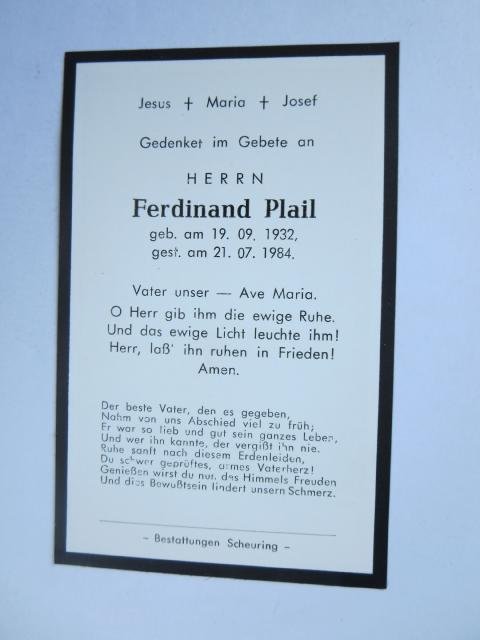 Jesus ✝ Maria ✝ Josef
Gedenket im Gebete an
HERRN
Ferdinand Plail
geb. am 19. 09. 1932,
gest. am 21. 07. 1984.
Vater unser — Ave Maria.
O Herr gib ihm die ewige Ruhe.
Und das ewige Licht leuchte ihm!
Herr, laß' ihn ruhen in Frieden!
Amen.
Der beste Vater, den es gegeben,
Nahm von uns Abschied viel zu früh;
Er war so lieb und gut sein ganzes Leben,
Und wer ihn kannte, der vergißt ihn nie.
Ruhe sanft nach diesem Erdenleiden,
Du schwer geprüftes, armes Vaterherz!
Genießen wirst du nun des Himmels Freuden
Und dies Bewußtsein lindert unsern Schmerz.
- Bestattungen Scheuring -